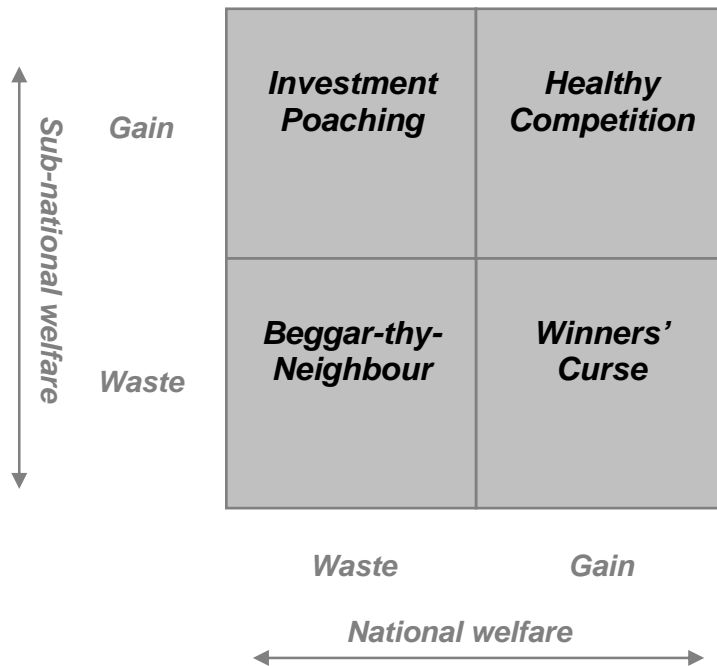 Investment
Poaching
Healthy
Competition
Sub-national welfare
Gain
Beggar-thy-
Neighbour
Winners’
Curse
Waste
Waste
Gain
National welfare